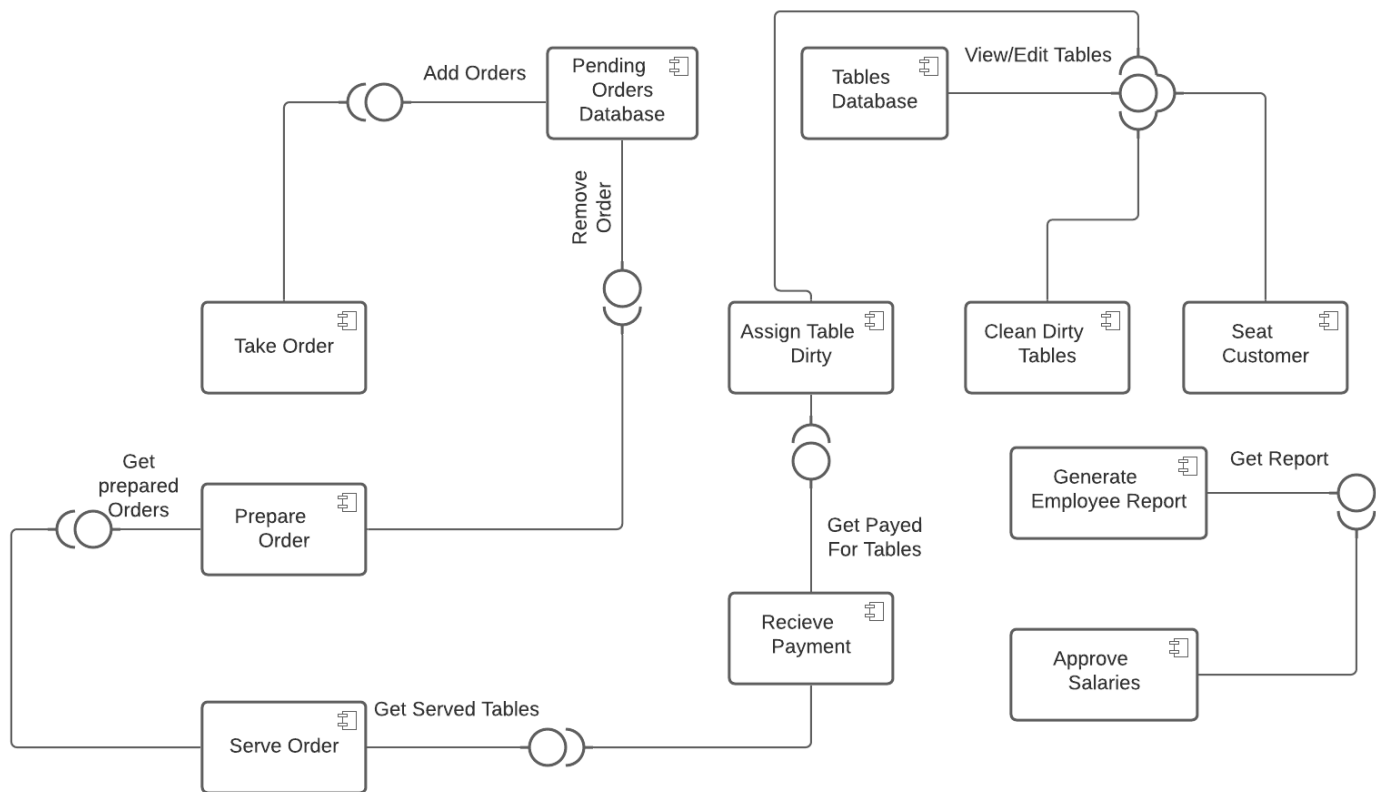 Add Orders
Pending
Orders
Database
Tables
Database
View/Edit Tables
Remove
Order
Take Order
Assign Table
Dirty
Clean Dirty
Tables
Seat
Customer
Get
prepared
Orders
Prepare
Order
Generate
Employee Report
Get Report
Get Payed
For Tables
Recieve
Payment
Approve
Salaries
Serve Order
Get Served Tables